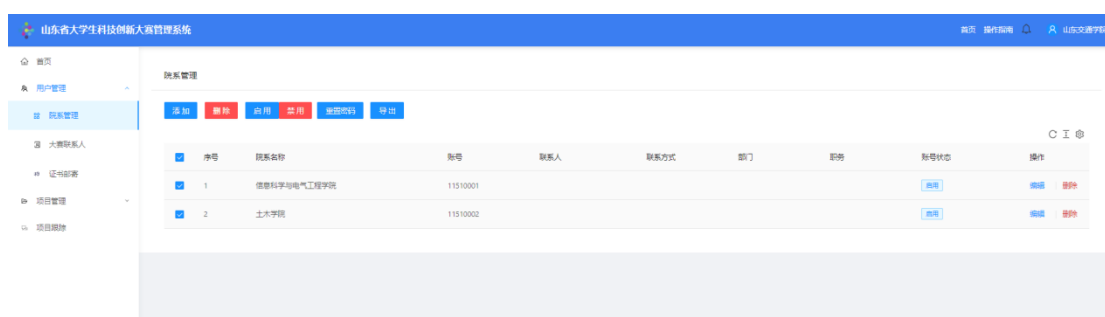 山东省大学生科技创新大赛管理系统
首页 操作指南 山东交通学院
首页
用户管理
院系管理
大赛联系人
证书邮寄
项目管理
项目跟踪
院系管理
添加 删除 启用 禁用 重置密码 导出
序号 院系名称 账号 联系人 联系方式 部门 职务 账号状态 操作
1 信息科学与电气工程学院 11510001 启用 编辑 删除
2 土木学院 11510002 启用 编辑 删除